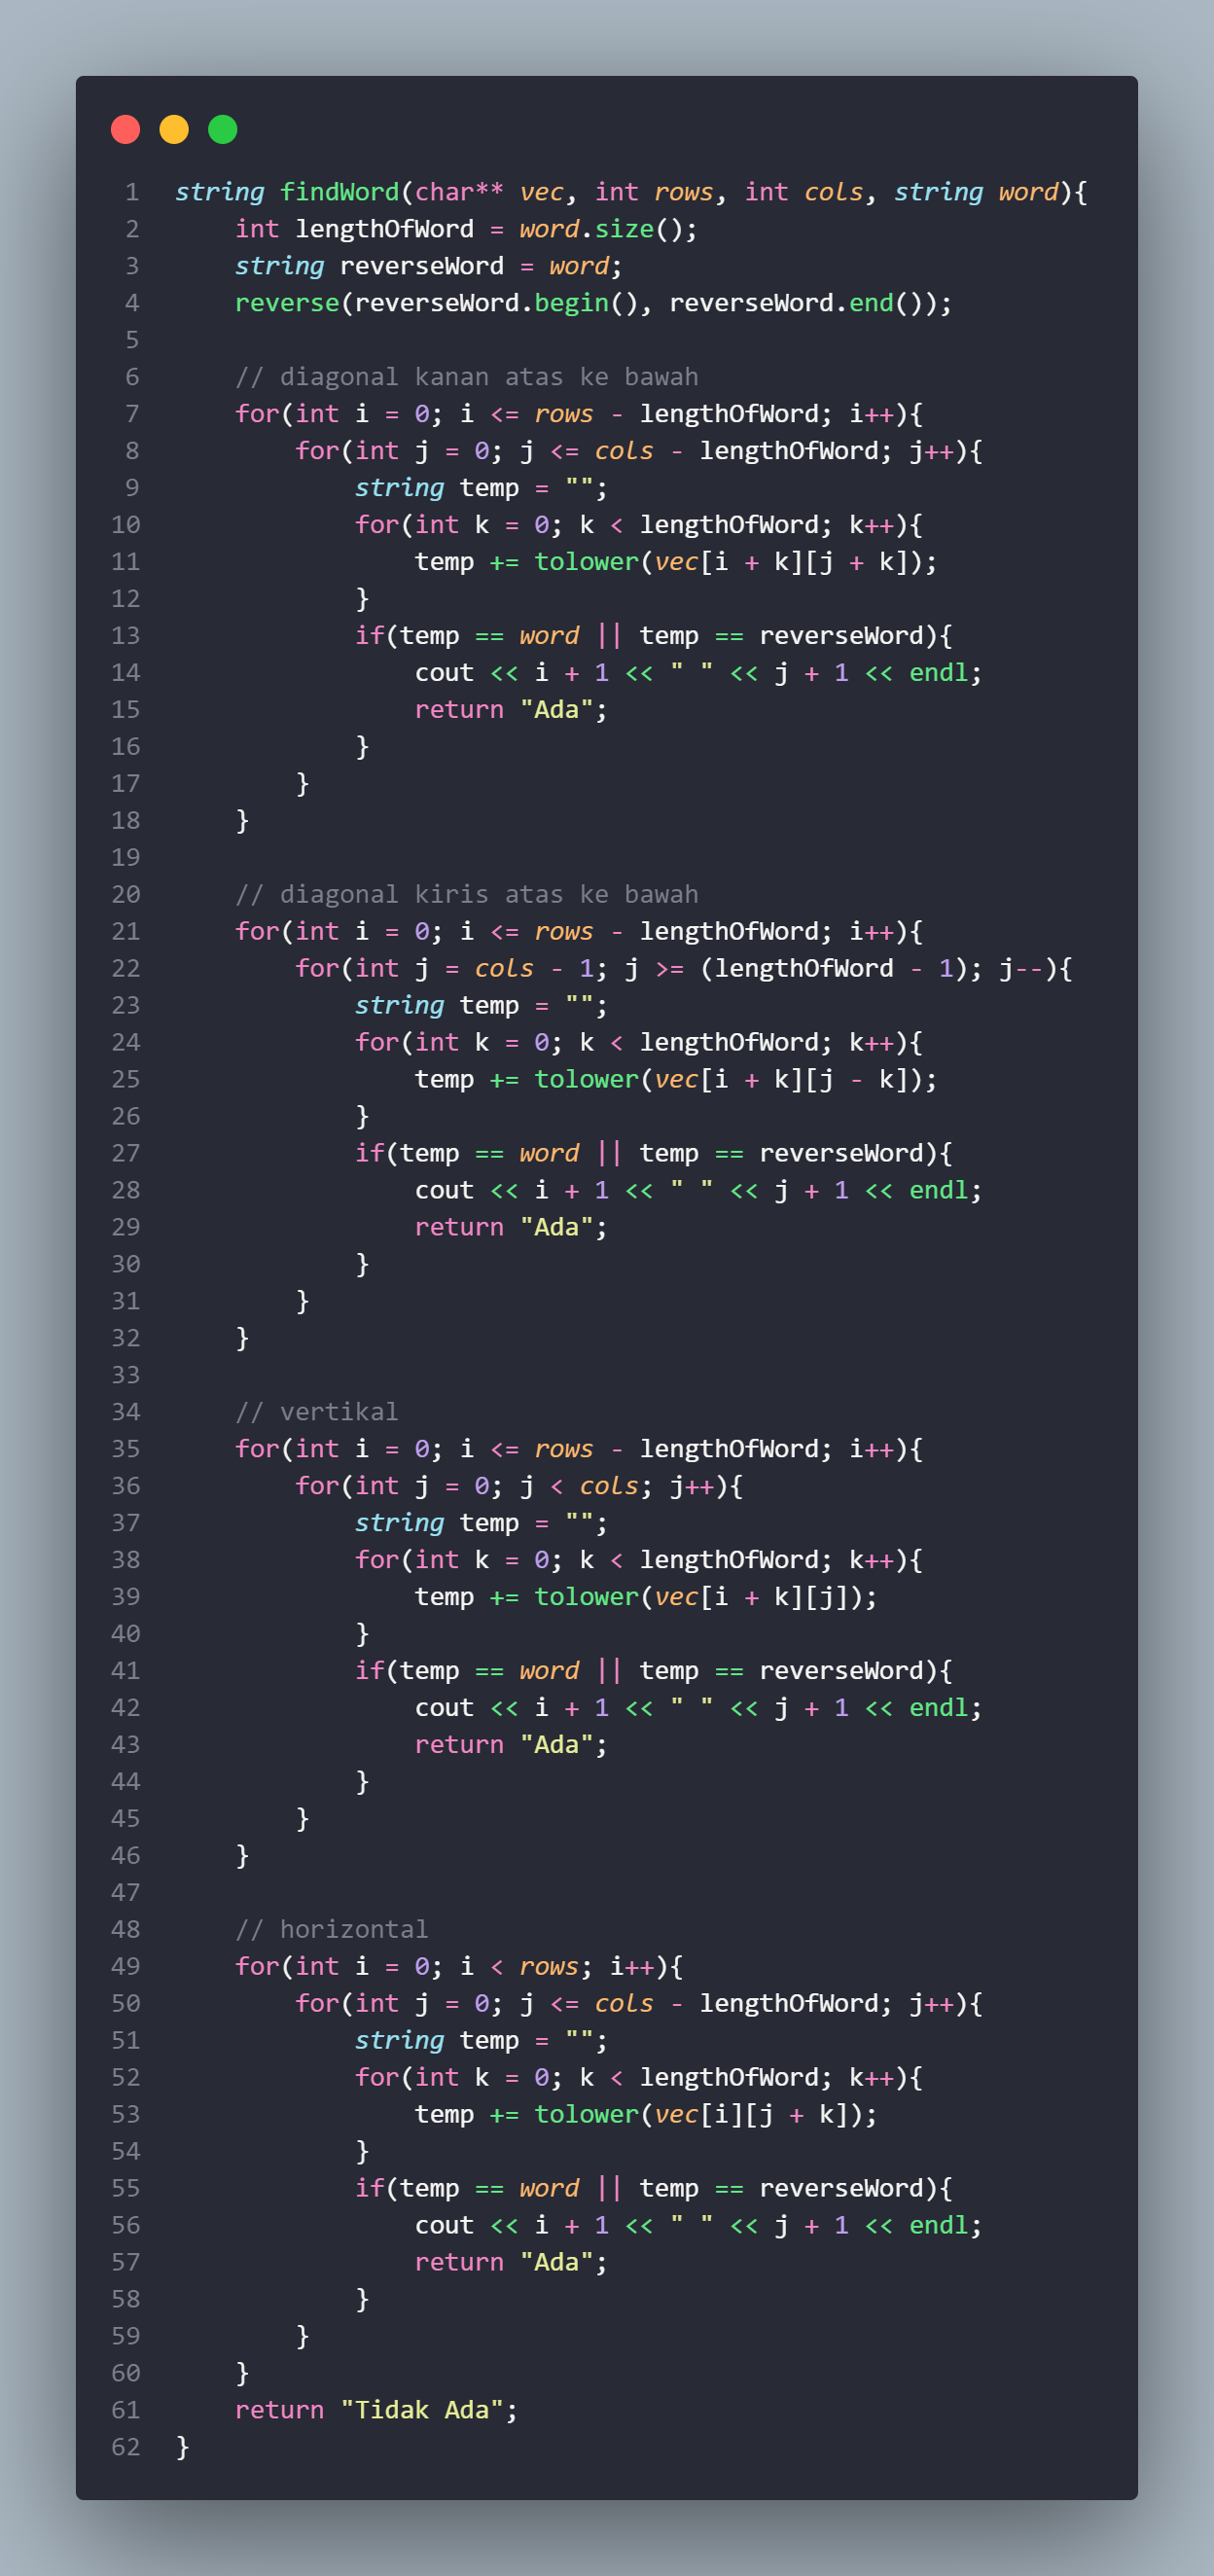 1 string findWord(char** vec, int rows, int cols, string word){
2     int lengthOfWord = word.size();
3     string reverseWord = word;
4     reverse(reverseWord.begin(), reverseWord.end());
5
6     // diagonal kanan atas ke bawah
7     for(int i = 0; i <= rows - lengthOfWord; i++){
8         for(int j = 0; j <= cols - lengthOfWord; j++){
9             string temp = "";
10             for(int k = 0; k < lengthOfWord; k++){
11                 temp += tolower(vec[i + k][j + k]);
12             }
13             if(temp == word || temp == reverseWord){
14                 cout << i + 1 << " " << j + 1 << endl;
15                 return "Ada";
16             }
17         }
18     }
19
20     // diagonal kiris atas ke bawah
21     for(int i = 0; i <= rows - lengthOfWord; i++){
22         for(int j = cols - 1; j >= (lengthOfWord - 1); j--){
23             string temp = "";
24             for(int k = 0; k < lengthOfWord; k++){
25                 temp += tolower(vec[i + k][j - k]);
26             }
27             if(temp == word || temp == reverseWord){
28                 cout << i + 1 << " " << j + 1 << endl;
29                 return "Ada";
30             }
31         }
32     }
33
34     // vertikal
35     for(int i = 0; i <= rows - lengthOfWord; i++){
36         for(int j = 0; j < cols; j++){
37             string temp = "";
38             for(int k = 0; k < lengthOfWord; k++){
39                 temp += tolower(vec[i + k][j]);
40             }
41             if(temp == word || temp == reverseWord){
42                 cout << i + 1 << " " << j + 1 << endl;
43                 return "Ada";
44             }
45         }
46     }
47
48     // horizontal
49     for(int i = 0; i < rows; i++){
50         for(int j = 0; j <= cols - lengthOfWord; j++){
51             string temp = "";
52             for(int k = 0; k < lengthOfWord; k++){
53                 temp += tolower(vec[i][j + k]);
54             }
55             if(temp == word || temp == reverseWord){
56                 cout << i + 1 << " " << j + 1 << endl;
57                 return "Ada";
58             }
59         }
60     }
61     return "Tidak Ada";
62 }